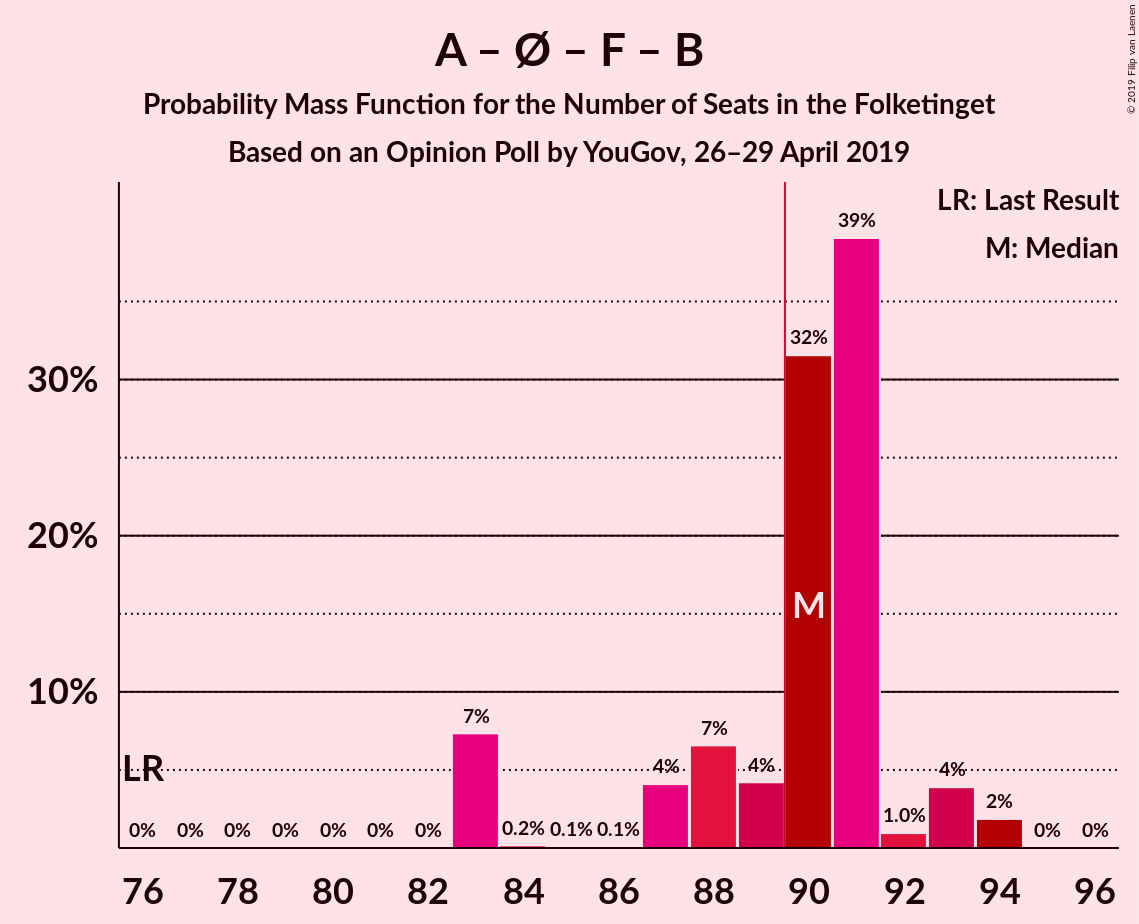 A – Ø – F – B
Probability Mass Function for the Number of Seats in the Folketinget
Based on an Opinion Poll by YouGov, 26–29 April 2019
© 2019 Filip van Laenen
LR: Last Result
M: Median
39%
32%
30%
20%
M
10%
7%
7%
LR
4%
4%
4%
2%
1.0%
0% 0% 0% 0% 0% 0% 0% 0.2% 0.1% 0.1% 0% 0%
76 78 80 82 84 86 88 90 92 94 96